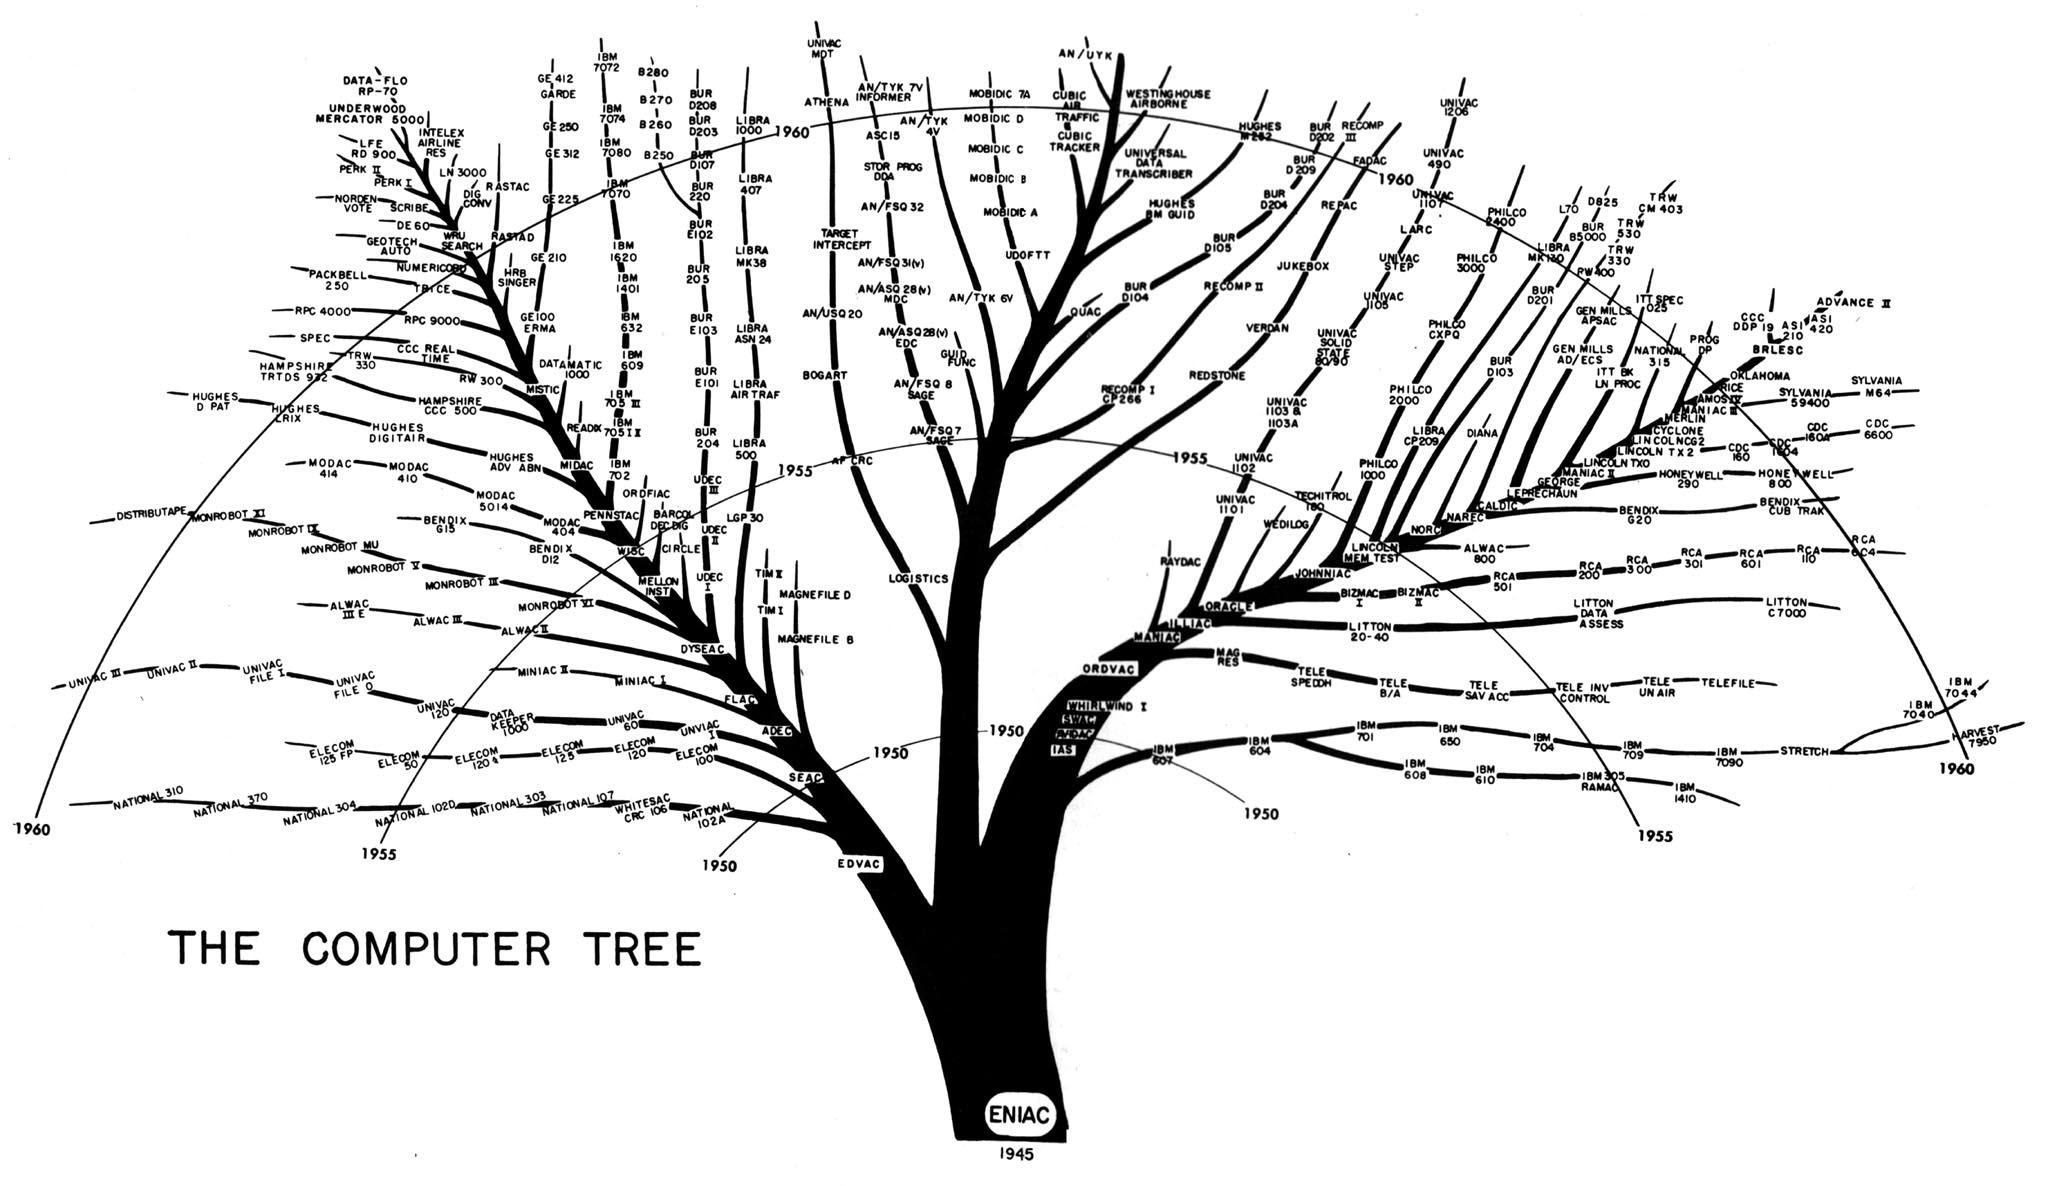 THE COMPUTER TREE
ENIAC
1945
EDVAC
SEAC
ADEC
FLAC
DYSEAC
MELLON
INST
WISC
PENNSTAC
MIDAC
MISTIC
WRU
SEARCH
1950
1955
1960
NATIONAL
102A
WHITESAC
CRC 106
NATIONAL 107
NATIONAL 303
NATIONAL 102D
NATIONAL 304
NATIONAL 370
NATIONAL 310
ELECOM
100
ELECOM
120
ELECOM
125
ELECOM
120A
ELECOM
50
ELECOM
125 FP
UNVIAC
I
UNIVAC
60
DATA
KEEPER
1000
UNIVAC
120
UNIVAC
FILE O
UNIVAC
FILE I
UNIVAC II
UNIVAC III
MINIAC I
MINIAC II
ALWAC II
ALWAC III
ALWAC
III E
MONROBOT VI
MONROBOT III
MONROBOT V
MONROBOT MU
MONROBOT IX
MONROBOT XI
DISTRIBUTAPE
BENDIX
D12
BENDIX
G15
MODAC
404
MODAC
5014
MODAC
410
MODAC
414
HUGHES
ADV ABN
HUGHES
DIGITAIR
HUGHES
LRIX
HUGHES
D PAT
HAMPSHIRE
CCC 500
HAMPSHIRE
TRTDS 932
RW 300
TRW
330
CCC REAL
TIME
SPEC
RPC 9000
RPC 4000
TRICE
PACKBELL
250
NUMERICORD
GEOTECH
AUTO
DE 60
SCRIBE
NORDEN
VOTE
PERK I
PERK II
LFE
RD 900
UNDERWOOD
MERCATOR 5000
DATA-FLO
RP-70
INTELEX
AIRLINE
RES
LN 3000
DIG
CONV
RASTAC
RASTAD
HRB
SINGER
GE 412
GARDE
GE 250
GE 312
GE 225
GE 210
GE100
ERMA
DATAMATIC
1000
READIX
IBM
7072
IBM
7074
IBM
7080
IBM
7070
IBM
1620
IBM
1401
IBM
632
IBM
609
IBM
705 III
705 I II
IBM
702
ORDFIAC
BARCOL
DEC DIG
CIRCLE
B280
B270
B260
B250
BUR
D208
BUR
D203
BUR
D107
BUR
220
BUR
E102
BUR
205
BUR
E103
BUR
E101
BUR
204
UDEC
III
UDEC
II
UDEC
I
LIBRA
1000
LIBRA
407
LIBRA
MK38
LIBRA
ASN 24
LIBRA
AIR TRAF
LIBRA
500
LGP 30
TIM II
TIM I
MAGNEFILE D
MAGNEFILE B
1950
1955
1960
UNIVAC
MDT
ATHENA
TARGET
INTERCEPT
AN/USQ 20
BOGART
AF CRC
LOGISTICS
AN/TYK 7V
INFORMER
ASC15
STOR PROG
DDA
AN/FSQ 32
AN/FSQ 31(v)
AN/ASQ 28(v)
MDC
AN/ASQ 28(v)
EDC
AN/FSQ 8
SAGE
AN/FSQ 7
SAGE
AN/TYK
4V
AN/TYK 6V
GUID
FUNC
MOBIDIC 7A
MOBIDIC D
MOBIDIC C
MOBIDIC B
MOBIDIC A
UDOFTT
CUBIC
AIR
TRAFFIC
CUBIC
TRACKER
AN/UYK
WESTINGHOUSE
AIRBORNE
UNIVERSAL
DATA
TRANSCRIBER
HUGHES
M252
HUGHES
BM GUID
QUAC
BUR
D202
BUR
D209
BUR
D204
BUR
D105
BUR
D104
RECOMP
III
RECOMP II
RECOMP I
CP 266
FADAC
REPAC
JUKEBOX
VERDAN
REDSTONE
1950
1955
1960
IAS
AVIDAC
SWAC
WHIRLWIND I
ORDVAC
MANIAC
ILLIAC
ORACLE
JOHNNIAC
LINCOLN
MEM TEST
NORC
NAREC
CALDIC
LEPRECHAUN
GEORGE
MANIAC II
LINCOLN TX0
LINCOLN TX 2
LINCOLN CG2
CYCLONE
MERLIN
MANIAC III
AMOS IV
RICE
OKLAHOMA
BRLESC
ADVANCE II
RAYDAC
UNIVAC
1206
UNIVAC
490
UNIVAC
1107
LARC
UNIVAC
STEP
UNIVAC
1105
UNIVAC
SOLID
STATE
80/90
UNIVAC
1103 &
1103A
UNIVAC
1102
UNIVAC
1101
WEDILOG
TECHITROL
180
PHILCO
2400
PHILCO
3000
PHILCO
CXPQ
PHILCO
2000
PHILCO
1000
L70
LIBRA
MK130
LIBRA
CP209
D825
BUR
B5000
BUR
D201
BUR
D103
DIANA
TRW
CM 403
TRW
530
TRW
330
RW400
GEN MILLS
APSAC
GEN MILLS
AD/ECS
ITT SPEC
1025
ITT BK
LN PROC
NATIONAL
315
PROG
DP
CCC
DDP 19
ASI
210
ASI
420
SYLVANIA
S9400
SYLVANIA
M64
CDC
160
CDC
1604
CDC
160A
CDC
6600
HONEYWELL
290
HONEYWELL
800
BENDIX
G20
BENDIX
CUB TRAK
ALWAC
800
BIZMAC
I
BIZMAC
II
RCA
501
RCA
200
RCA
300
RCA
301
RCA
601
RCA
110
RCA
604
LITTON
20-40
LITTON
DATA
ASSESS
LITTON
C7000
MAG
RES
TELE
SPEDDH
TELE
B/A
TELE
SAV ACC
TELE INV
CONTROL
TELE
UN AIR
TELEFILE
IBM
607
IBM
604
IBM
701
IBM
650
IBM
704
IBM
709
IBM
7090
STRETCH
IBM
7040
IBM
7044
HARVEST
7950
IBM
608
IBM
610
IBM 305
RAMAC
IBM
1410
1950
1955
1960